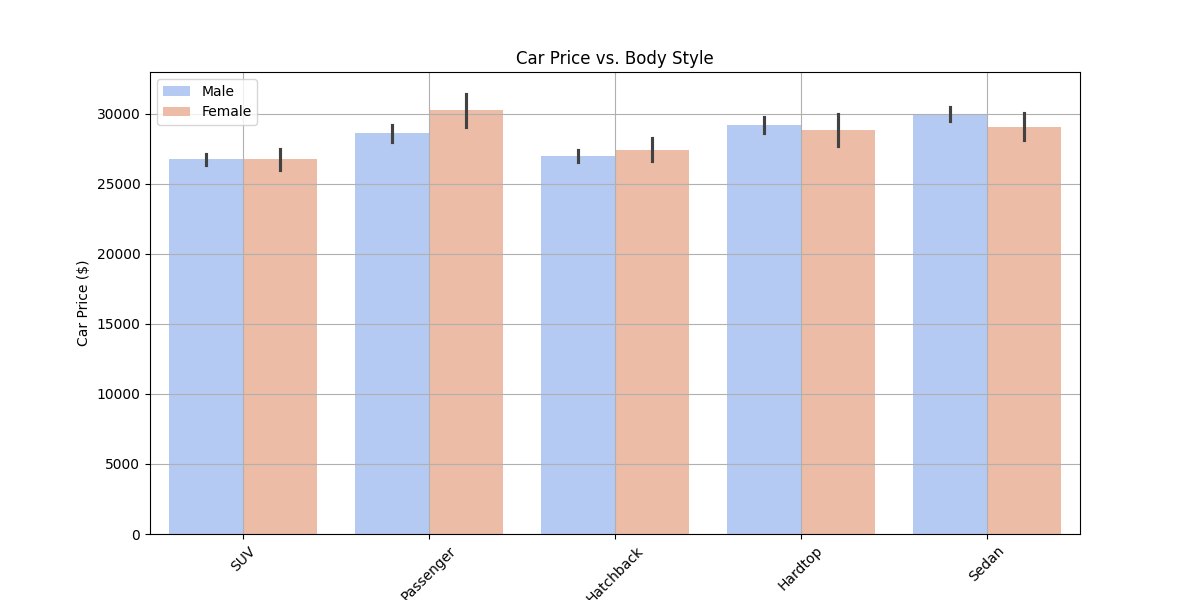 Car Price vs. Body Style
Male
Female
30000
25000
20000
15000
10000
5000
0
Car Price ($)
SUV
Passenger
Hatchback
Hardtop
Sedan